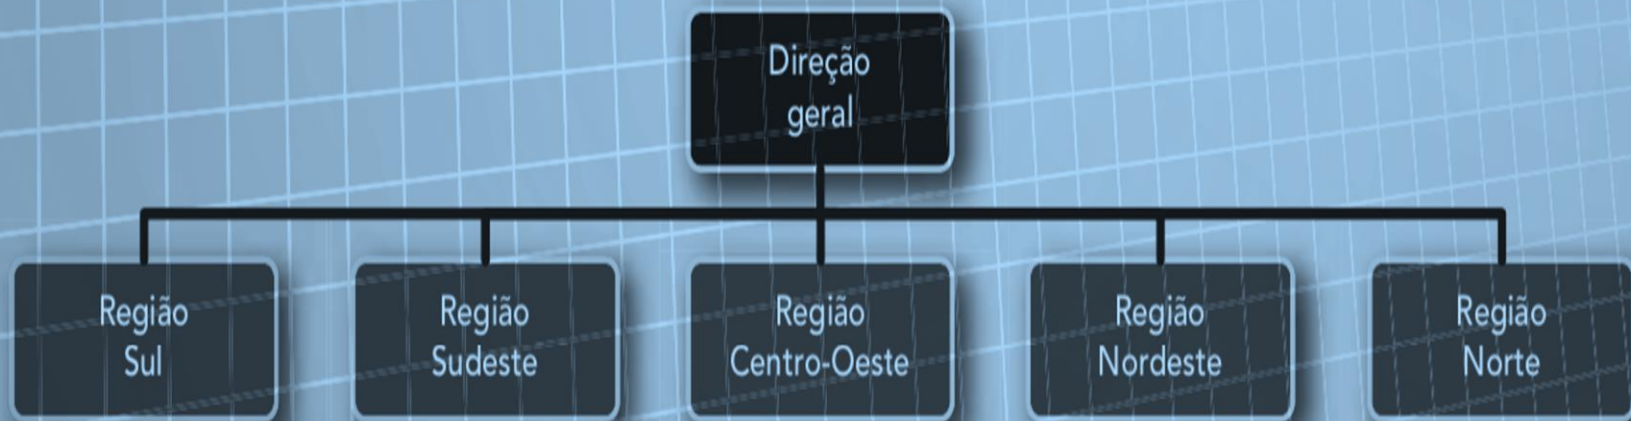 Direção
geral
Região
Sul
Região
Sudeste
Região
Centro-Oeste
Região
Nordeste
Região
Norte